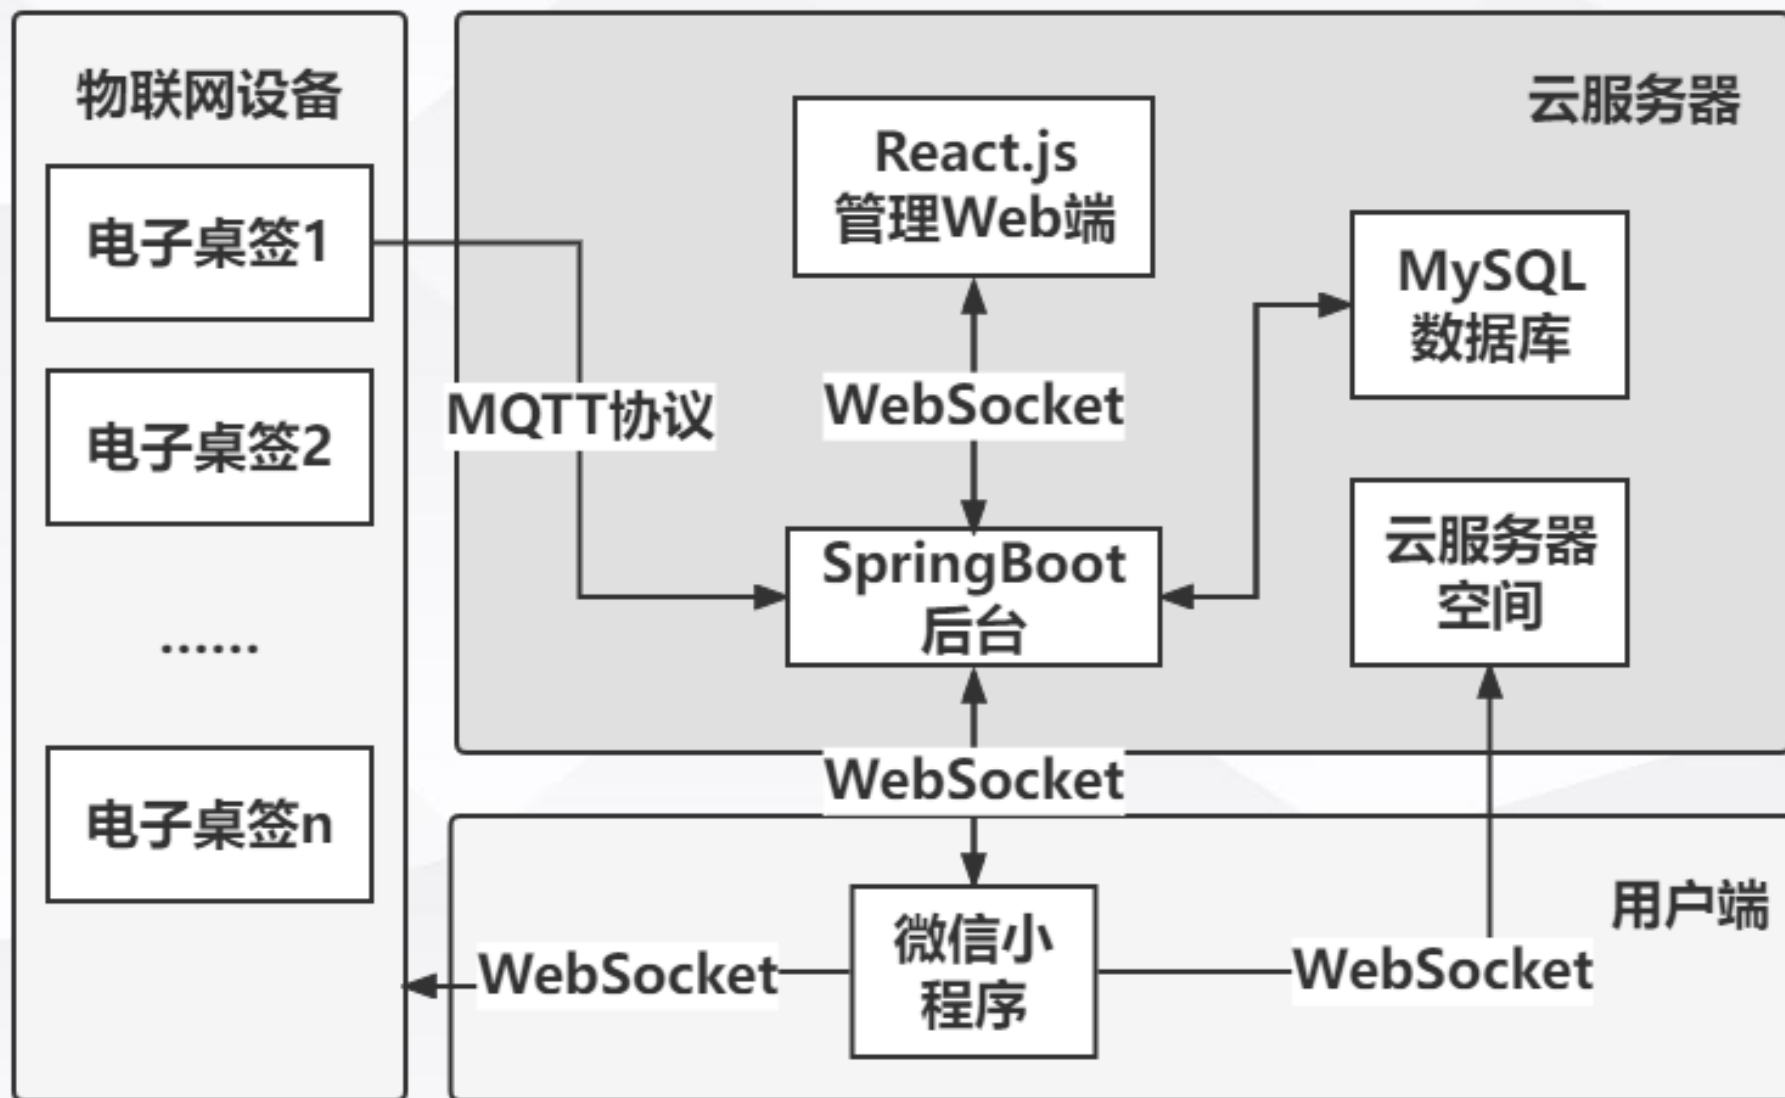 物联网设备
电子桌签1
电子桌签2
......
电子桌签n
云服务器
React.js
管理Web端
MySQL
数据库
MQTT协议
WebSocket
SpringBoot
后台
云服务器
空间
WebSocket
用户端
微信小
程序
WebSocket
WebSocket